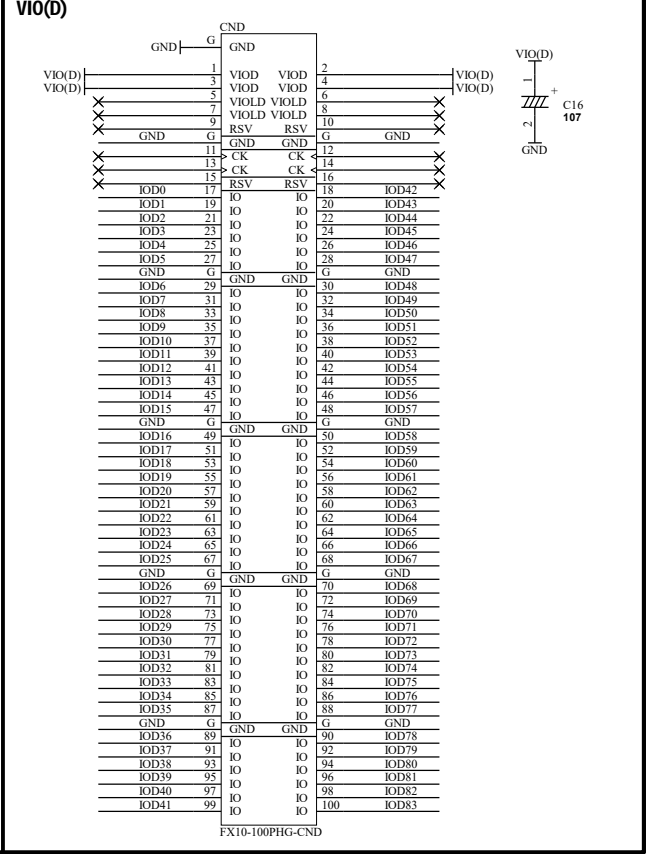 VIO(D)
CND
GND G GND
VIO(D) 1 VIOD VIOD 2 VIO(D)
VIO(D) 3 VIOD VIOD 4 VIO(D)
5 VIOLD VIOLD 6
7 VIOLD VIOLD 8
9 RSV RSV 10
GND G GND GND G GND
11 CK CK 12
13 CK CK 14
15 RSV RSV 16
IOD0 17 IO IO 18 IOD42
IOD1 19 IO IO 20 IOD43
IOD2 21 IO IO 22 IOD44
IOD3 23 IO IO 24 IOD45
IOD4 25 IO IO 26 IOD46
IOD5 27 IO IO 28 IOD47
GND G GND GND G GND
IOD6 29 IO IO 30 IOD48
IOD7 31 IO IO 32 IOD49
IOD8 33 IO IO 34 IOD50
IOD9 35 IO IO 36 IOD51
IOD10 37 IO IO 38 IOD52
IOD11 39 IO IO 40 IOD53
IOD12 41 IO IO 42 IOD54
IOD13 43 IO IO 44 IOD55
IOD14 45 IO IO 46 IOD56
IOD15 47 IO IO 48 IOD57
GND G GND GND G GND
IOD16 49 IO IO 50 IOD58
IOD17 51 IO IO 52 IOD59
IOD18 53 IO IO 54 IOD60
IOD19 55 IO IO 56 IOD61
IOD20 57 IO IO 58 IOD62
IOD21 59 IO IO 60 IOD63
IOD22 61 IO IO 62 IOD64
IOD23 63 IO IO 64 IOD65
IOD24 65 IO IO 66 IOD66
IOD25 67 IO IO 68 IOD67
GND G GND GND G GND
IOD26 69 IO IO 70 IOD68
IOD27 71 IO IO 72 IOD69
IOD28 73 IO IO 74 IOD70
IOD29 75 IO IO 76 IOD71
IOD30 77 IO IO 78 IOD72
IOD31 79 IO IO 80 IOD73
IOD32 81 IO IO 82 IOD74
IOD33 83 IO IO 84 IOD75
IOD34 85 IO IO 86 IOD76
IOD35 87 IO IO 88 IOD77
GND G GND GND G GND
IOD36 89 IO IO 90 IOD78
IOD37 91 IO IO 92 IOD79
IOD38 93 IO IO 94 IOD80
IOD39 95 IO IO 96 IOD81
IOD40 97 IO IO 98 IOD82
IOD41 99 IO IO 100 IOD83
FX10-100PHG-CND
VIO(D)
1
+
C16
107
2
GND